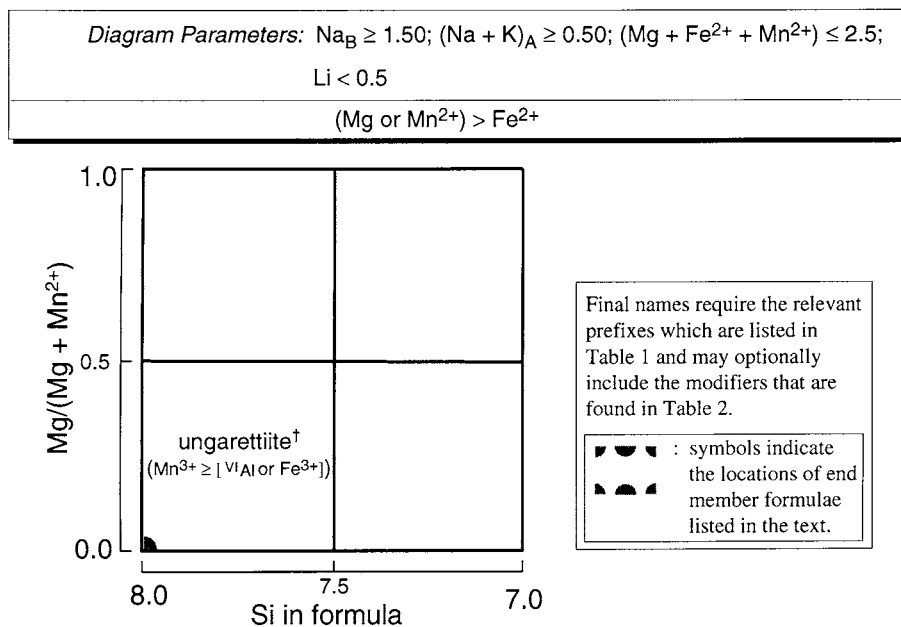 Diagram Parameters: Na_B ≥ 1.50; (Na + K)_A ≥ 0.50; (Mg + Fe²⁺ + Mn²⁺) ≤ 2.5;
Li < 0.5
(Mg or Mn²⁺) > Fe²⁺
1.0
0.5
0.0
Mg/(Mg + Mn²⁺)
ungarettiite†
(Mn³⁺ ≥ [ⱽᴵAl or Fe³⁺])
8.0
7.5
7.0
Si in formula
Final names require the relevant
prefixes which are listed in
Table 1 and may optionally
include the modifiers that are
found in Table 2.
: symbols indicate
the locations of end
member formulae
listed in the text.